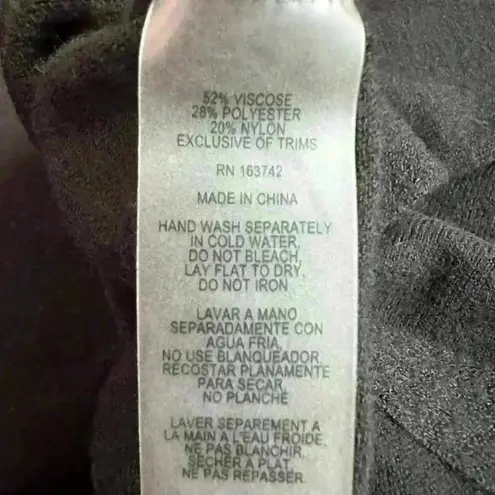 52% VISCOSE
28% POLYESTER
20% NYLON
EXCLUSIVE OF TRIMS
RN 163742
MADE IN CHINA
HAND WASH SEPARATELY
IN COLD WATER,
DO NOT BLEACH,
LAY FLAT TO DRY,
DO NOT IRON
LAVAR A MANO
SEPARADAMENTE CON
AGUA FRIA,
NO USE BLANQUEADOR,
RECOSTAR PLANAMENTE
PARA SECAR,
NO PLANCHE
LAVER SEPAREMENT A
LA MAIN A L'EAU FROIDE,
NE PAS BLANCHIR,
SECHER A PLAT,
NE PAS REPASSER.